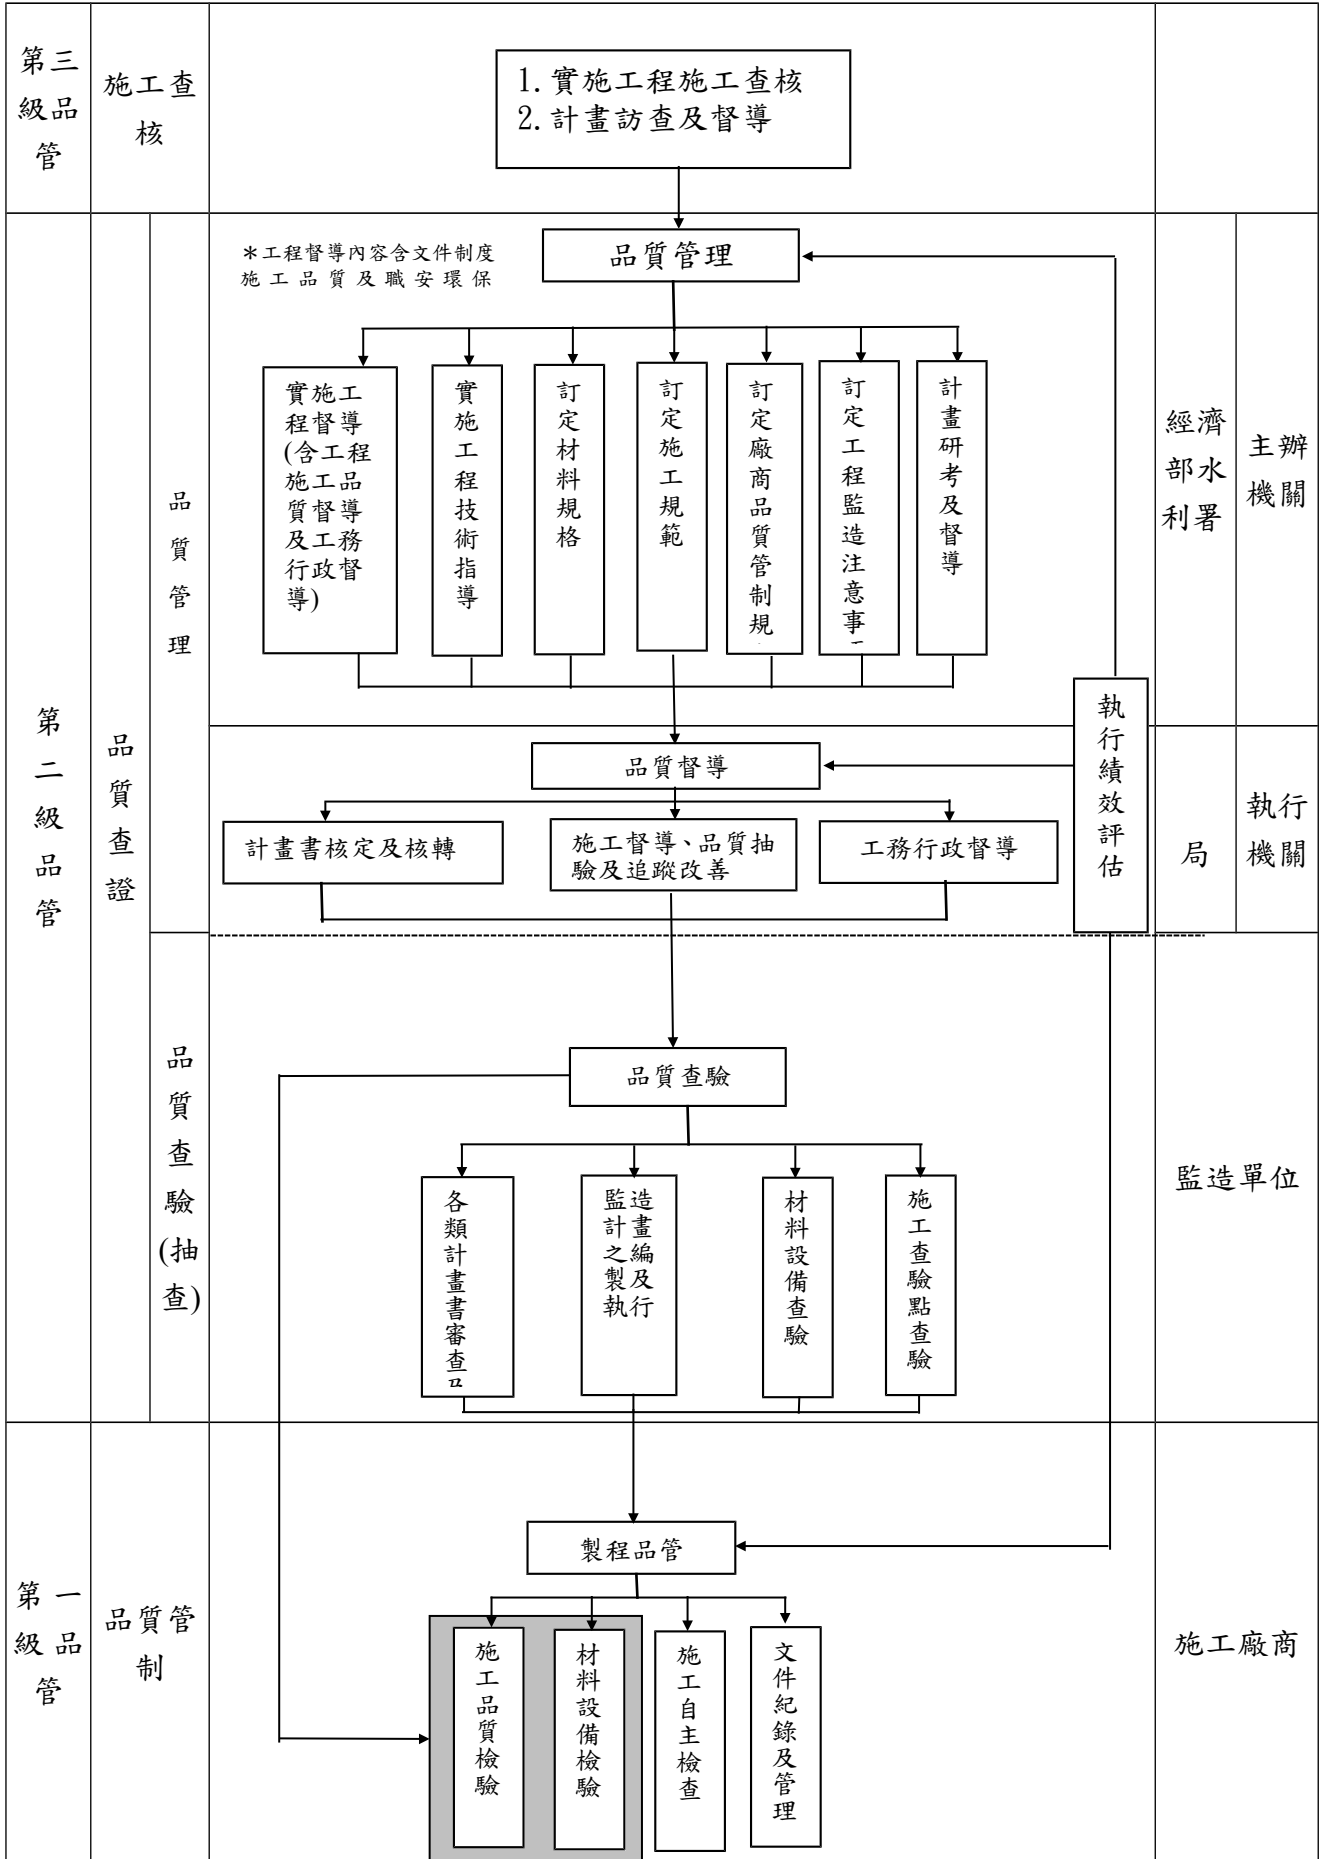 第三
級品
管
施工查
核
1.實施工程施工查核
2.計畫訪查及督導
第二級品管
品質查證
品質管理
＊工程督導內容含文件制度
施工品質及職安環保
品質管理
實施工
程督導
(含工程
施工品
質督導
及工務
行政督
導)
實施工程技術指導
訂定材料規格
訂定施工規範
訂定廠商品質管制規
訂定工程監造注意事
計畫研考及督導
經濟
部水
利署
主辦
機關
執行績效評估
品質督導
計畫書核定及核轉
施工督導、品質抽
驗及追蹤改善
工務行政督導
局
執行
機關
品質查驗
(抽
查)
品質查驗
各類計畫書審查
監造
計畫
之編
製及
執行
材料設備查驗
施工查驗點查驗
監造單位
第一
級品
管
品質管
制
製程品管
施工品質檢驗
材料設備檢驗
施工自主檢查
文件紀錄及管理
施工廠商